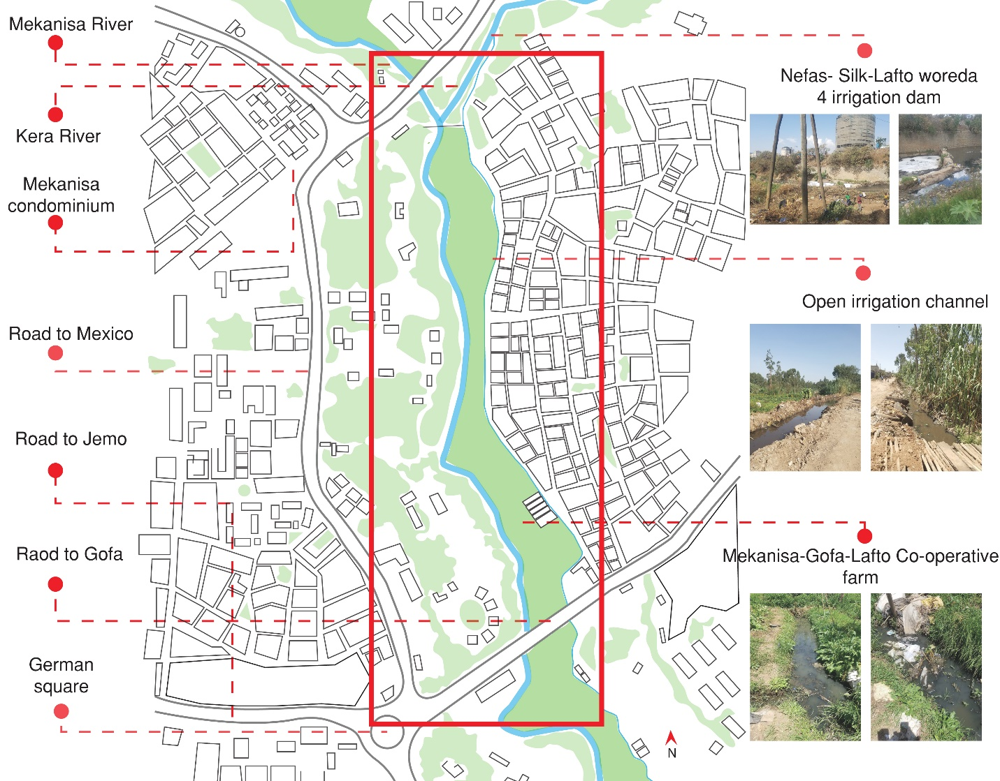 Mekanisa River
Kera River
Mekanisa
condominium
Road to Mexico
Road to Jemo
Raod to Gofa
German
square
Nefas- Silk-Lafto woreda
4 irrigation dam
Open irrigation channel
Mekanisa-Gofa-Lafto Co-operative
farm
N